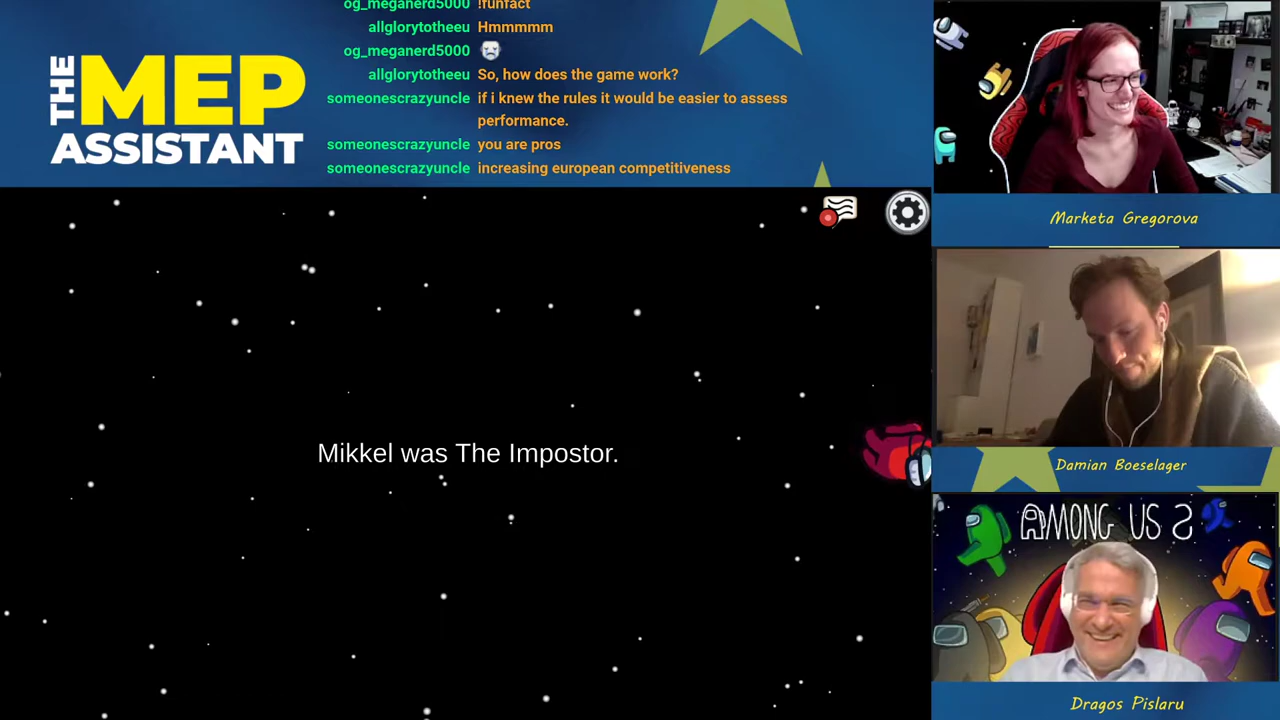 THE MEP
ASSISTANT
og_meganerd5000 !funfact
allglorytotheeu Hmmmmm
og_meganerd5000
allglorytotheeu So, how does the game work?
someonescrazyuncle if i knew the rules it would be easier to assess
performance.
someonescrazyuncle you are pros
someonescrazyuncle increasing european competitiveness
Mikkel was The Impostor.
Marketa Gregorova
Damian Boeselager
AMONG US 2
Dragos Pislaru